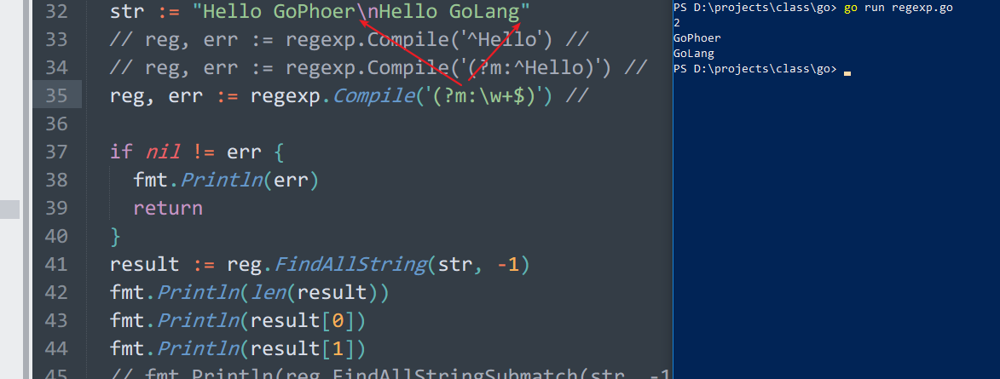 32 str := "Hello GoPhoer\nHello GoLang"
33 // reg, err := regexp.Compile(`^Hello`) //
34 // reg, err := regexp.Compile(`(?m:^Hello)`) //
35 reg, err := regexp.Compile(`(?m:\w+$)`) //
36
37 if nil != err {
38 fmt.Println(err)
39 return
40 }
41 result := reg.FindAllString(str, -1)
42 fmt.Println(len(result))
43 fmt.Println(result[0])
44 fmt.Println(result[1])
45 // fmt.Println(reg.FindAllStringSubmatch(str, -1
PS D:\projects\class\go> go run regexp.go
2
GoPhoer
GoLang
PS D:\projects\class\go>